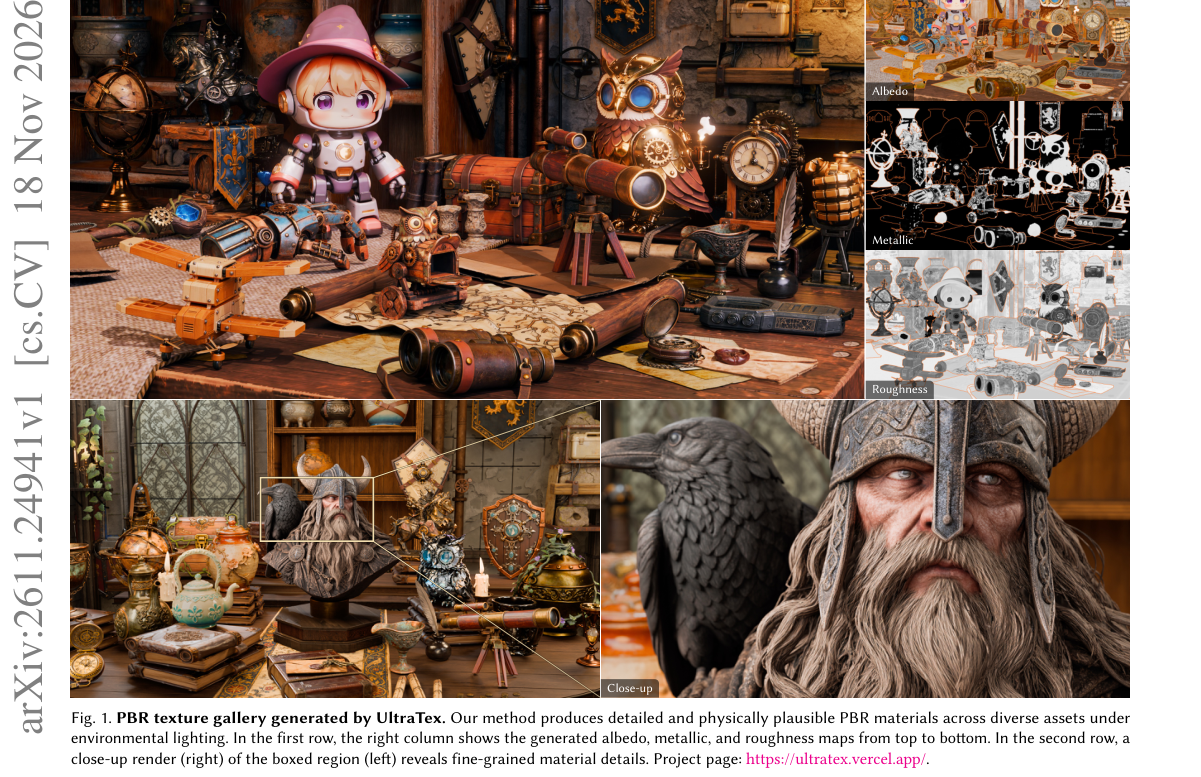 arXiv:2611.24941v1 [cs.CV] 18 Nov 2026
Albedo
Metallic
Roughness
Close-up
Fig. 1. PBR texture gallery generated by UltraTex. Our method produces detailed and physically plausible PBR materials across diverse assets under
environmental lighting. In the first row, the right column shows the generated albedo, metallic, and roughness maps from top to bottom. In the second row, a
close-up render (right) of the boxed region (left) reveals fine-grained material details. Project page: https://ultratex.vercel.app/.